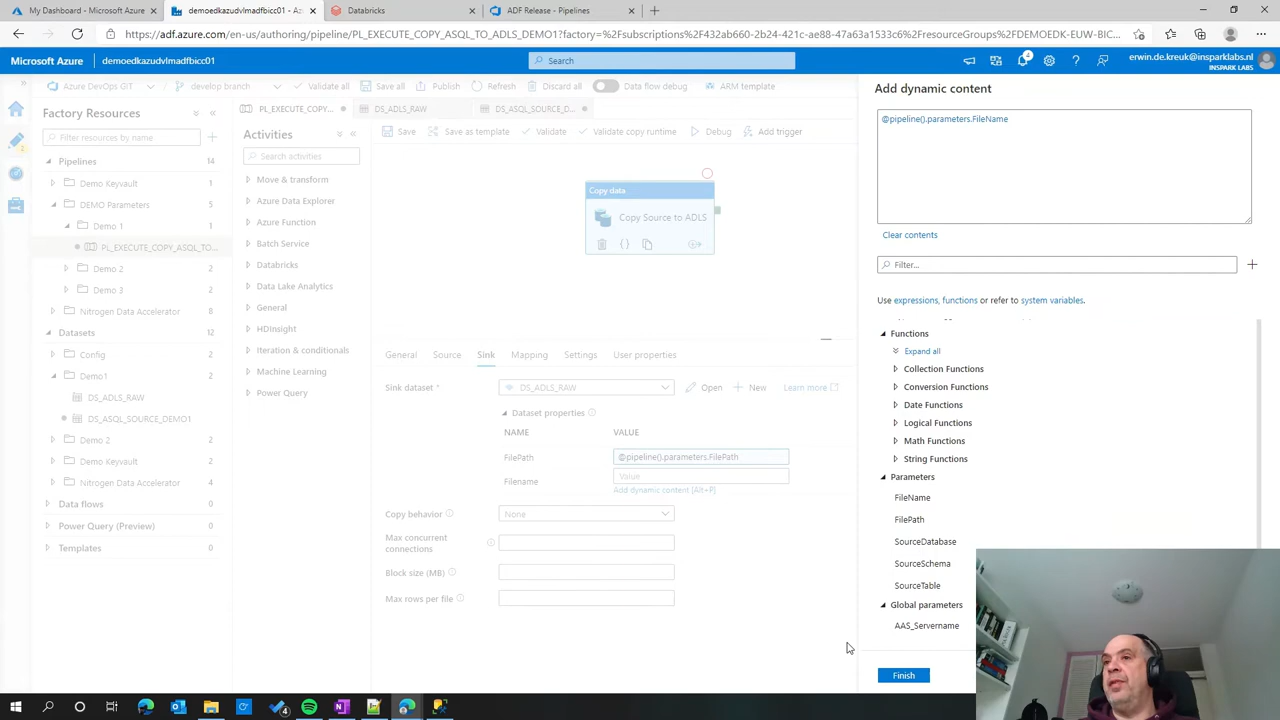 My Dashboard - Microsoft Azure
demoedkazudvlmadfbicc01 - Azu
Databricks
ADF Release - Pipelines
https://adf.azure.com/en-us/authoring/pipeline/PL_EXECUTE_COPY_ASQL_TO_ADLS_DEMO1?factory=%2Fsubscriptions%2F432ab660-2b24-421c-ae88-47a63a1533c6%2FresourceGroups%2FDEMOEDK-EUW-BIC...
Microsoft Azure
demoedkazudvlmadfbicc01
Search
4
erwin.de.kreuk@insparklabs.nl
INSPARK LABS
Azure DevOps GIT
develop branch
Validate all
Save all
Publish
Refresh
Discard all
Data flow debug
ARM template
Factory Resources
Filter resources by name
Pipelines 14
Demo Keyvault 1
DEMO Parameters 5
Demo 1 1
PL_EXECUTE_COPY_ASQL_TO...
Demo 2 2
Demo 3 2
Nitrogen Data Accelerator 8
Datasets 12
Config 2
Demo1 2
DS_ADLS_RAW
DS_ASQL_SOURCE_DEMO1
Demo 2 2
Demo Keyvault 2
Nitrogen Data Accelerator 4
Data flows 0
Power Query (Preview) 0
Templates 0
PL_EXECUTE_COPY...
DS_ADLS_RAW
DS_ASQL_SOURCE_D...
Activities
Search activities
Move & transform
Azure Data Explorer
Azure Function
Batch Service
Databricks
Data Lake Analytics
General
HDInsight
Iteration & conditionals
Machine Learning
Power Query
Save
Save as template
Validate
Validate copy runtime
Debug
Add trigger
Copy data
Copy Source to ADLS
General
Source
Sink
Mapping
Settings
User properties
Sink dataset *
DS_ADLS_RAW
Open
New
Learn more
Dataset properties
NAME
VALUE
FilePath
@pipeline().parameters.FilePath
Filename
Value
Add dynamic content [Alt+P]
Copy behavior
None
Max concurrent
connections
Block size (MB)
Max rows per file
Add dynamic content
@pipeline().parameters.FileName
Clear contents
Filter...
Use expressions, functions or refer to system variables.
Functions
Expand all
Collection Functions
Conversion Functions
Date Functions
Logical Functions
Math Functions
String Functions
Parameters
FileName
FilePath
SourceDatabase
SourceSchema
SourceTable
Global parameters
AAS_Servername
Finish